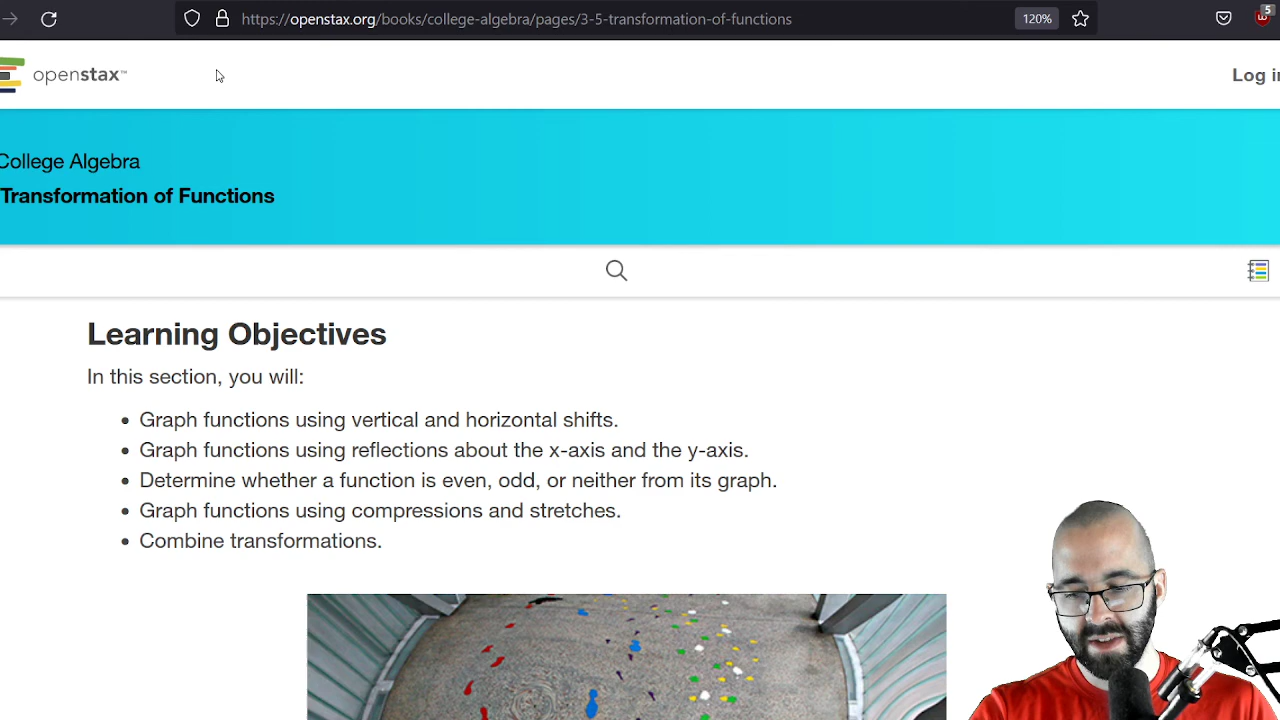 https://openstax.org/books/college-algebra/pages/3-5-transformation-of-functions
120%
5
openstax™
Log in
College Algebra
Transformation of Functions
Learning Objectives
In this section, you will:
• Graph functions using vertical and horizontal shifts.
• Graph functions using reflections about the x-axis and the y-axis.
• Determine whether a function is even, odd, or neither from its graph.
• Graph functions using compressions and stretches.
• Combine transformations.